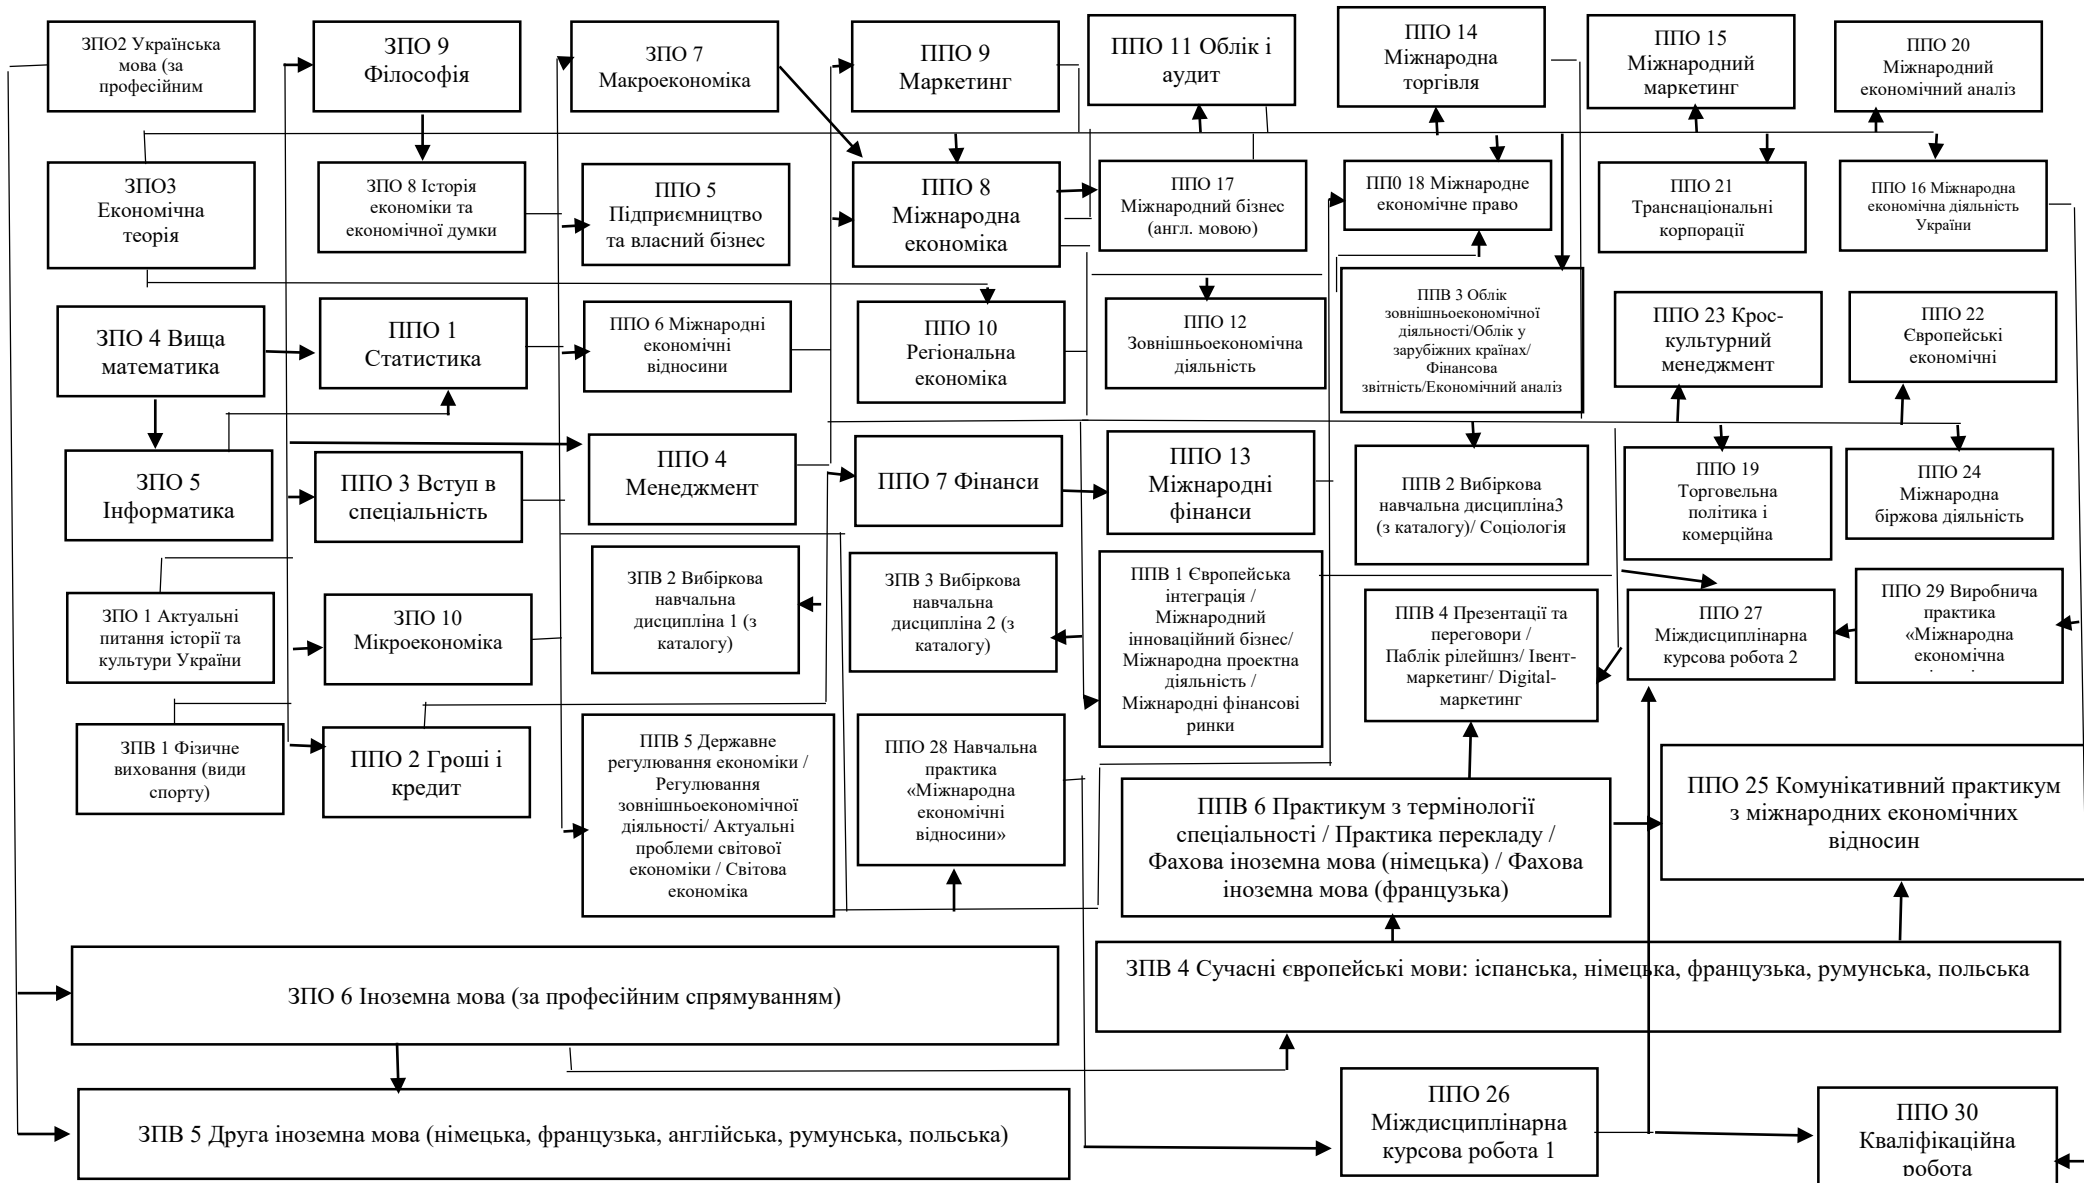 ЗПО2 Українська
мова (за
професійним
ЗПО 9
Філософія
ЗПО 7
Макроекономіка
ППО 9
Маркетинг
ППО 11 Облік і
аудит
ППО 14
Міжнародна
торгівля
ППО 15
Міжнародний
маркетинг
ППО 20
Міжнародний
економічний аналіз
ЗПО3
Економічна
теорія
ЗПО 8 Історія
економіки та
економічної думки
ППО 5
Підприємництво
та власний бізнес
ППО 8
Міжнародна
економіка
ППО 17
Міжнародний бізнес
(англ. мовою)
ПП0 18 Міжнародне
економічне право
ППО 21
Транснаціональні
корпорації
ППО 16 Міжнародна
економічна діяльність
України
ЗПО 4 Вища
математика
ППО 1
Статистика
ППО 6 Міжнародні
економічні
відносини
ППО 10
Регіональна
економіка
ППО 12
Зовнішньоекономічна
діяльність
ППВ 3 Облік
зовнішньоекономічної
діяльності/Облік у
зарубіжних країнах/
Фінансова
звітність/Економічний аналіз
ППО 23 Крос-
культурний
менеджмент
ППО 22
Європейські
економічні
ЗПО 5
Інформатика
ППО 3 Вступ в
спеціальність
ППО 4
Менеджмент
ППО 7 Фінанси
ППО 13
Міжнародні
фінанси
ППВ 2 Вибіркова
навчальна дисципліна3
(з каталогу)/ Соціологія
ППО 19
Торговельна
політика і
комерційна
ППО 24
Міжнародна
біржова діяльність
ЗПО 1 Актуальні
питання історії та
культури України
ЗПО 10
Мікроекономіка
ЗПВ 2 Вибіркова
навчальна
дисципліна 1 (з
каталогу)
ЗПВ 3 Вибіркова
навчальна
дисципліна 2 (з
каталогу)
ППВ 1 Європейська
інтеграція /
Міжнародний
інноваційний бізнес/
Міжнародна проектна
діяльність /
Міжнародні фінансові
ринки
ППВ 4 Презентації та
переговори /
Паблік рілейшнз/ Івент-
маркетинг/ Digital-
маркетинг
ППО 27
Міждисциплінарна
курсова робота 2
ППО 29 Виробнича
практика
«Міжнародна
економічна
ЗПВ 1 Фізичне
виховання (види
спорту)
ППО 2 Гроші і
кредит
ППВ 5 Державне
регулювання економіки /
Регулювання
зовнішньоекономічної
діяльності/ Актуальні
проблеми світової
економіки / Світова
економіка
ППО 28 Навчальна
практика
«Міжнародна
економічні
відносини»
ППВ 6 Практикум з термінології
спеціальності / Практика перекладу /
Фахова іноземна мова (німецька) / Фахова
іноземна мова (французька)
ППО 25 Комунікативний практикум
з міжнародних економічних
відносин
ЗПО 6 Іноземна мова (за професійним спрямуванням)
ЗПВ 4 Сучасні європейські мови: іспанська, німецька, французька, румунська, польська
ЗПВ 5 Друга іноземна мова (німецька, французька, англійська, румунська, польська)
ППО 26
Міждисциплінарна
курсова робота 1
ППО 30
Кваліфікаційна
робота